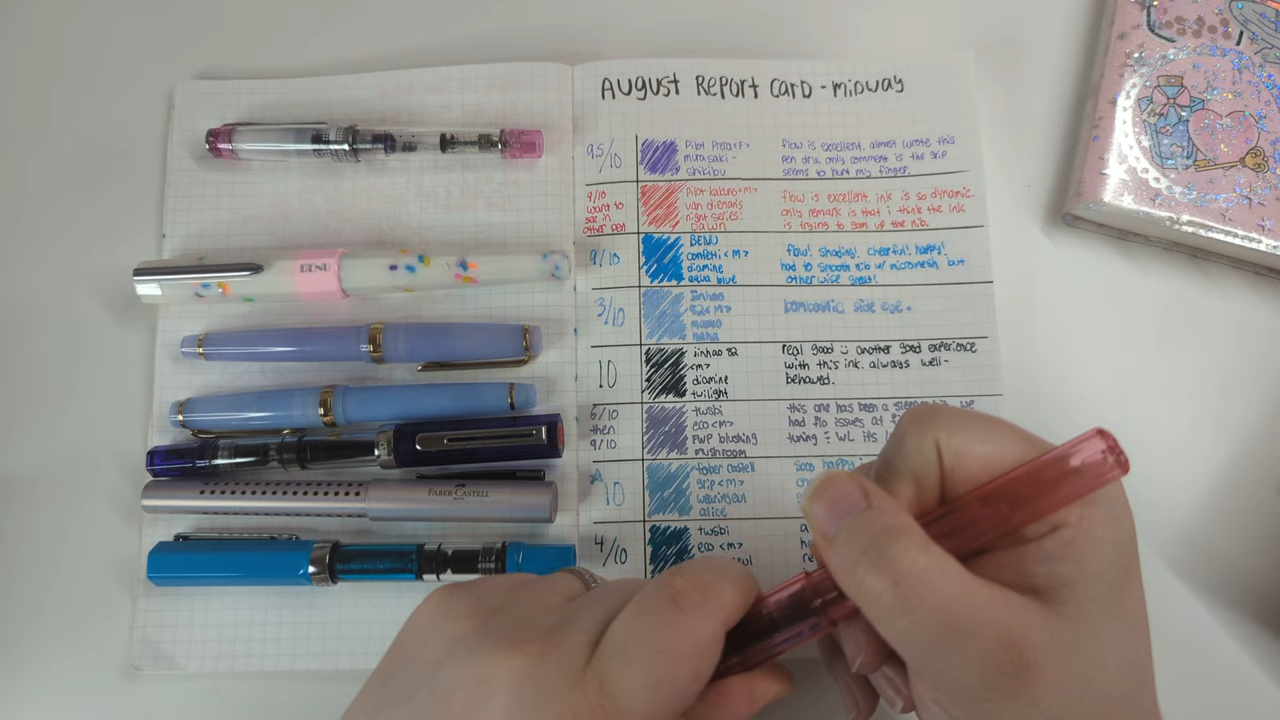 AUGUST REPORT CARD - MIDWAY
9.5/10
Pilot Prera <F>
murasaki -
shikibu
flow is excellent. almost wrote this
pen dry. only comment is the grip
seems to hurt my finger.
9/10
want to
see in
other pen
Pilot kakuno <m>
van diemans
night series:
Dawn
flow is excellent. ink is so dynamic.
only remark is that i think the ink
is trying to gum up the nib.
9/10
BENU
confetti <M>
diamine
aqua blue
flow! shading! cheerful! happy!
had to smooth nib w/ micromesh but
otherwise great!
3/10
Jinhao
82 <M>
bombastic side eye.
10
Jinhao 82
<m>
diamine
twilight
real good :) another good experience
with this ink. always well-
behaved.
6/10
then
9/10
twsbi
eco <m>
FWP blushing
mushroom
this one has been a
had flo issues at
tuning WL its
10
faber castell
grip <m>
wearingeul
alice
sooo happy
4/10
twsbi
eco <m>
BENU
FABER-CASTELL